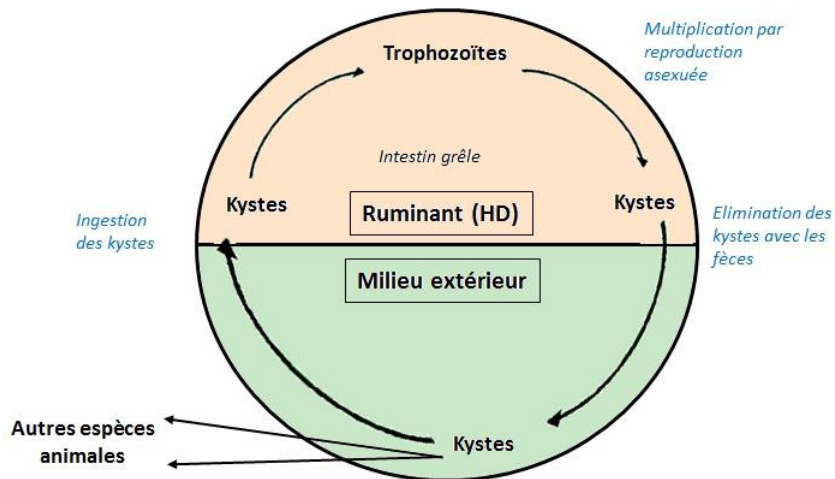 Multiplication par
reproduction
asexuée
Trophozoïtes
Intestin grêle
Kystes
Kystes
Ruminant (HD)
Ingestion
des kystes
Elimination des
kystes avec les
fèces
Milieu extérieur
Autres espèces
animales
Kystes